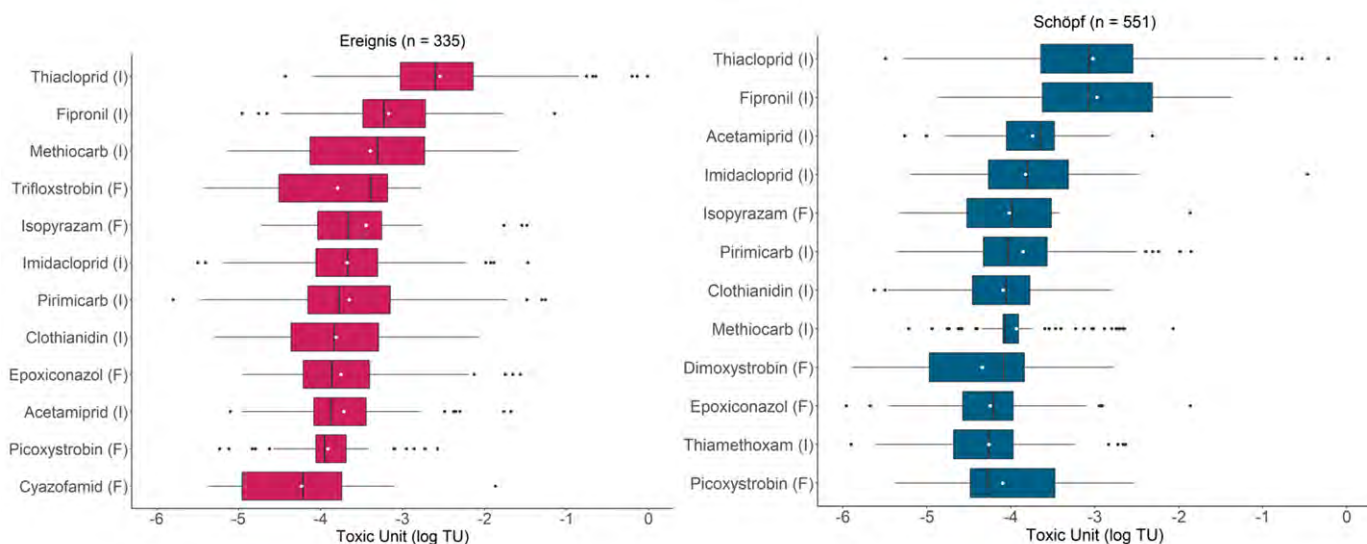 Ereignis (n = 335)
Thiacloprid (I)
Fipronil (I)
Methiocarb (I)
Trifloxstrobin (F)
Isopyrazam (F)
Imidacloprid (I)
Pirimicarb (I)
Clothianidin (I)
Epoxiconazol (F)
Acetamiprid (I)
Picoxystrobin (F)
Cyazofamid (F)
-6 -5 -4 -3 -2 -1 0
Toxic Unit (log TU)
Schöpf (n = 551)
Thiacloprid (I)
Fipronil (I)
Acetamiprid (I)
Imidacloprid (I)
Isopyrazam (F)
Pirimicarb (I)
Clothianidin (I)
Methiocarb (I)
Dimoxystrobin (F)
Epoxiconazol (F)
Thiamethoxam (I)
Picoxystrobin (F)
-6 -5 -4 -3 -2 -1 0
Toxic Unit (log TU)